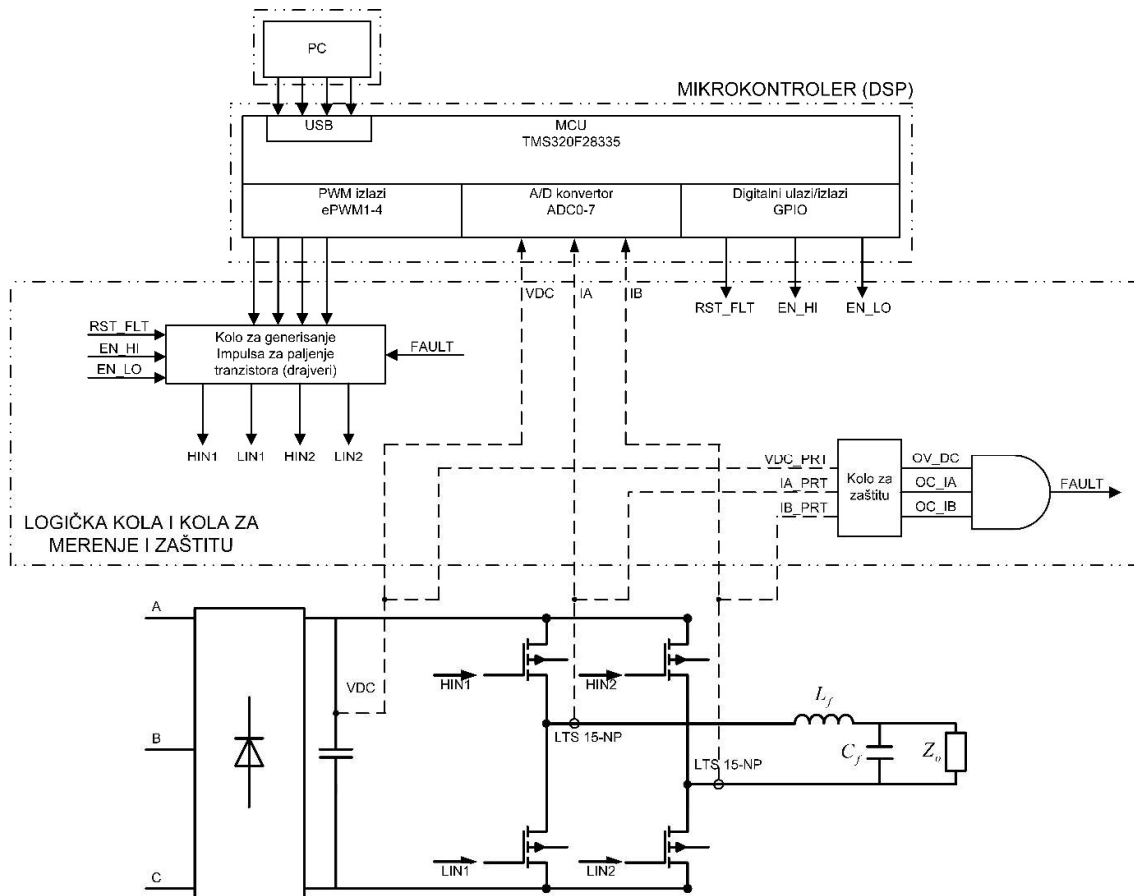 PC
MIKROKONTROLER (DSP)
USB
MCU
TMS320F28335
PWM izlazi
ePWM1-4
A/D konvertor
ADC0-7
Digitalni ulazi/izlazi
GPIO
VDC
IA
IB
RST_FLT
EN_HI
EN_LO
RST_FLT
EN_HI
EN_LO
Kolo za generisanje
Impulsa za paljenje
tranzistora (drajveri)
FAULT
HIN1
LIN1
HIN2
LIN2
VDC_PRT
IA_PRT
IB_PRT
Kolo za
zaštitu
OV_DC
OC_IA
OC_IB
FAULT
LOGIČKA KOLA I KOLA ZA
MERENJE I ZAŠTITU
A
B
C
VDC
HIN1
HIN2
LTS 15-NP
LTS 15-NP
L_f
C_f
Z_o
LIN1
LIN2